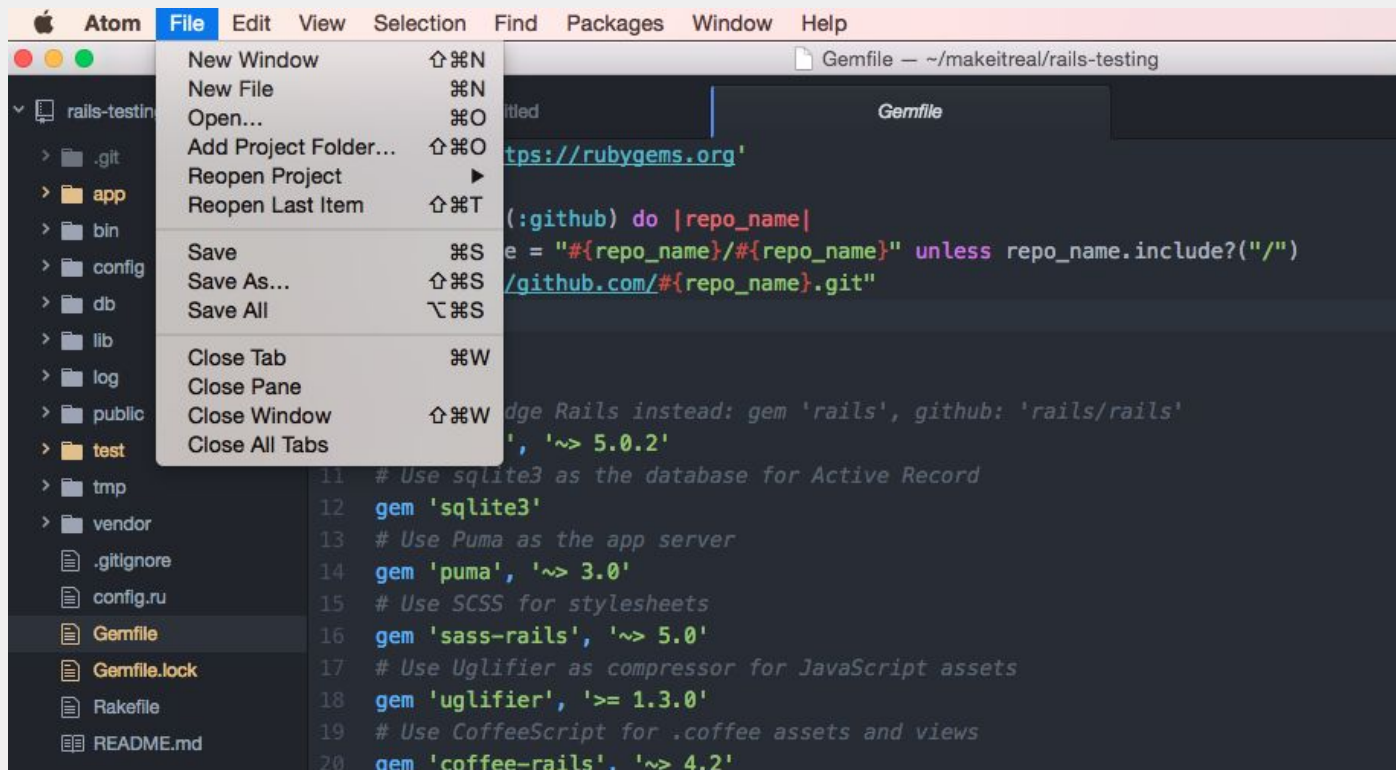 Atom File Edit View Selection Find Packages Window Help
Gemfile — ~/makeitreal/rails-testing
New Window ⇧⌘N
New File ⌘N
Open... ⌘O
Add Project Folder... ⇧⌘O
Reopen Project ▶
Reopen Last Item ⇧⌘T
Save ⌘S
Save As... ⇧⌘S
Save All ⌥⌘S
Close Tab ⌘W
Close Pane
Close Window ⇧⌘W
Close All Tabs
rails-testin
.git
app
bin
config
db
lib
log
public
test
tmp
vendor
.gitignore
config.ru
Gemfile
Gemfile.lock
Rakefile
README.md
itled Gemfile
tps://rubygems.org'
(:github) do |repo_name|
e = "#{repo_name}/#{repo_name}" unless repo_name.include?("/")
/github.com/#{repo_name}.git"
dge Rails instead: gem 'rails', github: 'rails/rails'
', '~> 5.0.2'
11 # Use sqlite3 as the database for Active Record
12 gem 'sqlite3'
13 # Use Puma as the app server
14 gem 'puma', '~> 3.0'
15 # Use SCSS for stylesheets
16 gem 'sass-rails', '~> 5.0'
17 # Use Uglifier as compressor for JavaScript assets
18 gem 'uglifier', '>= 1.3.0'
19 # Use CoffeeScript for .coffee assets and views
20 gem 'coffee-rails', '~> 4.2'